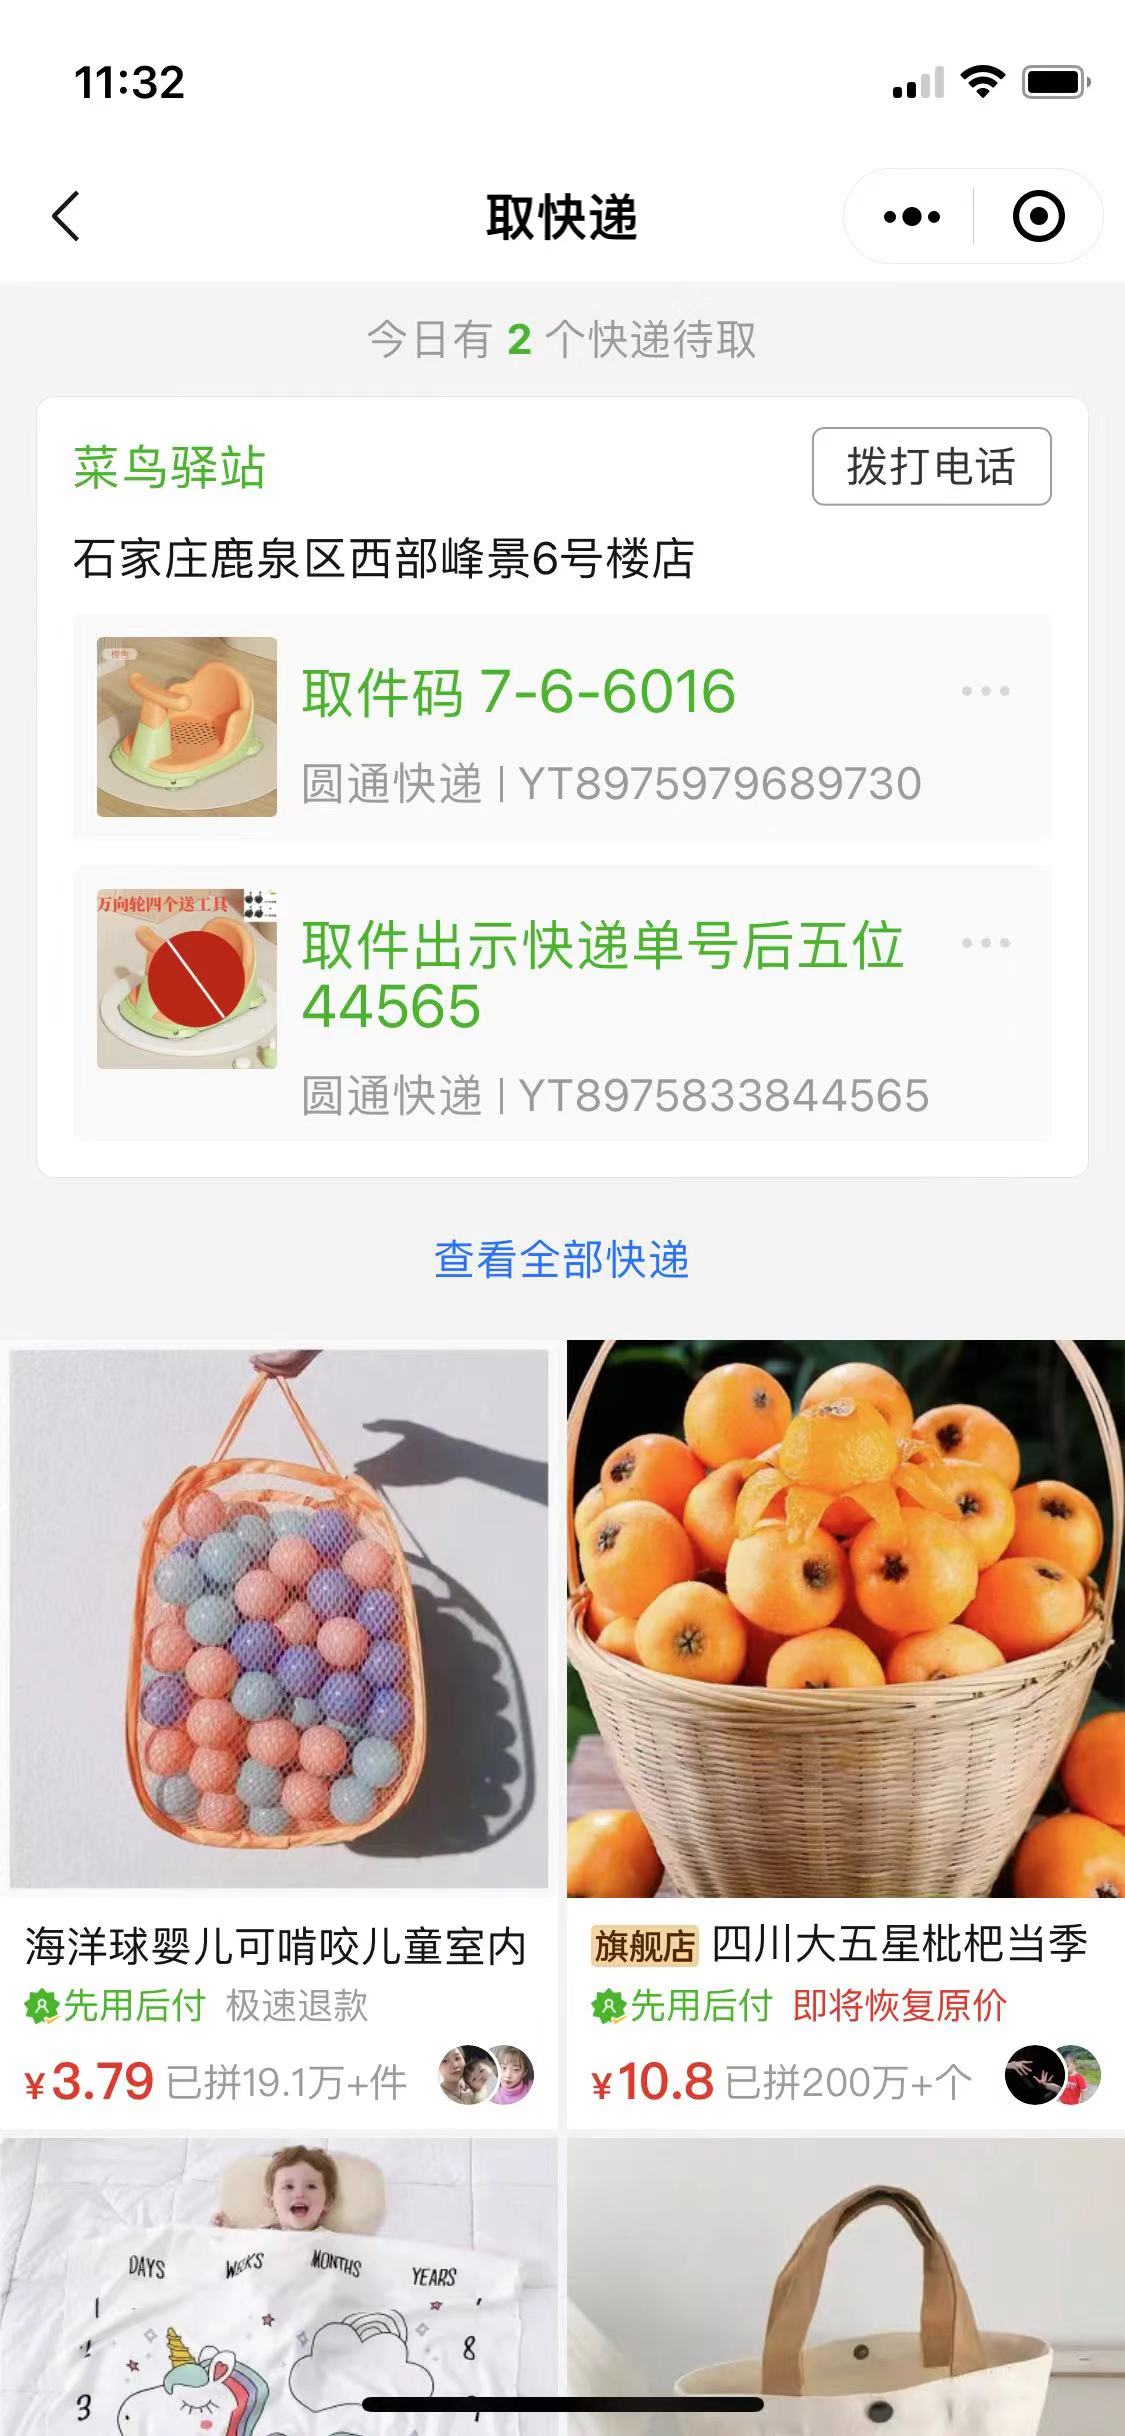 11:32
取快递
今日有 2 个快递待取
菜鸟驿站
拨打电话
石家庄鹿泉区西部峰景6号楼店
橙色
取件码 7-6-6016
圆通快递 | YT8975979689730
万向轮四个送工具
取件出示快递单号后五位
44565
圆通快递 | YT8975833844565
查看全部快递
海洋球婴儿可啃咬儿童室内
先用后付 极速退款
¥3.79 已拼19.1万+件
旗舰店 四川大五星枇杷当季
先用后付 即将恢复原价
¥10.8 已拼200万+个
DAYS WEEKS MONTHS YEARS
1
8
3